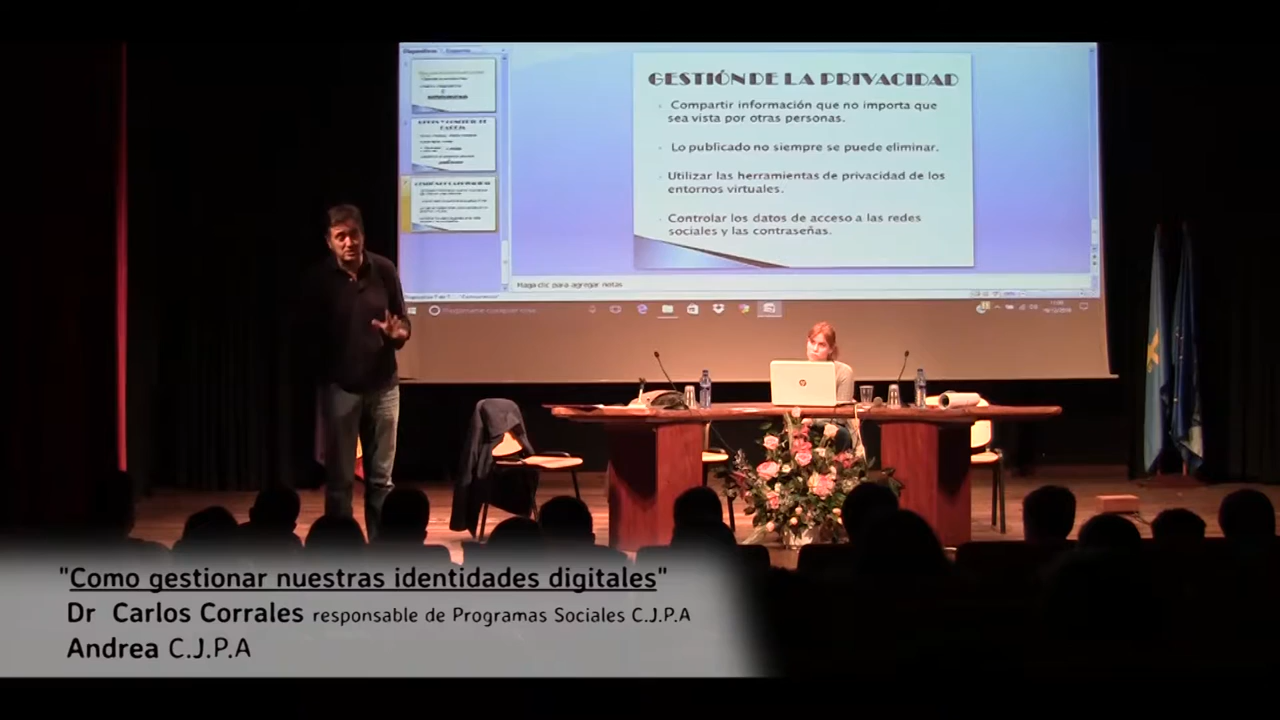 GESTIÓN DE LA PRIVACIDAD
Compartir información que no importa que
sea vista por otras personas.
Lo publicado no siempre se puede eliminar.
Utilizar las herramientas de privacidad de los
entornos virtuales.
Controlar los datos de acceso a las redes
sociales y las contraseñas.
Haga clic para agregar notas
"Como gestionar nuestras identidades digitales"
Dr Carlos Corrales responsable de Programas Sociales C.J.P.A
Andrea C.J.P.A